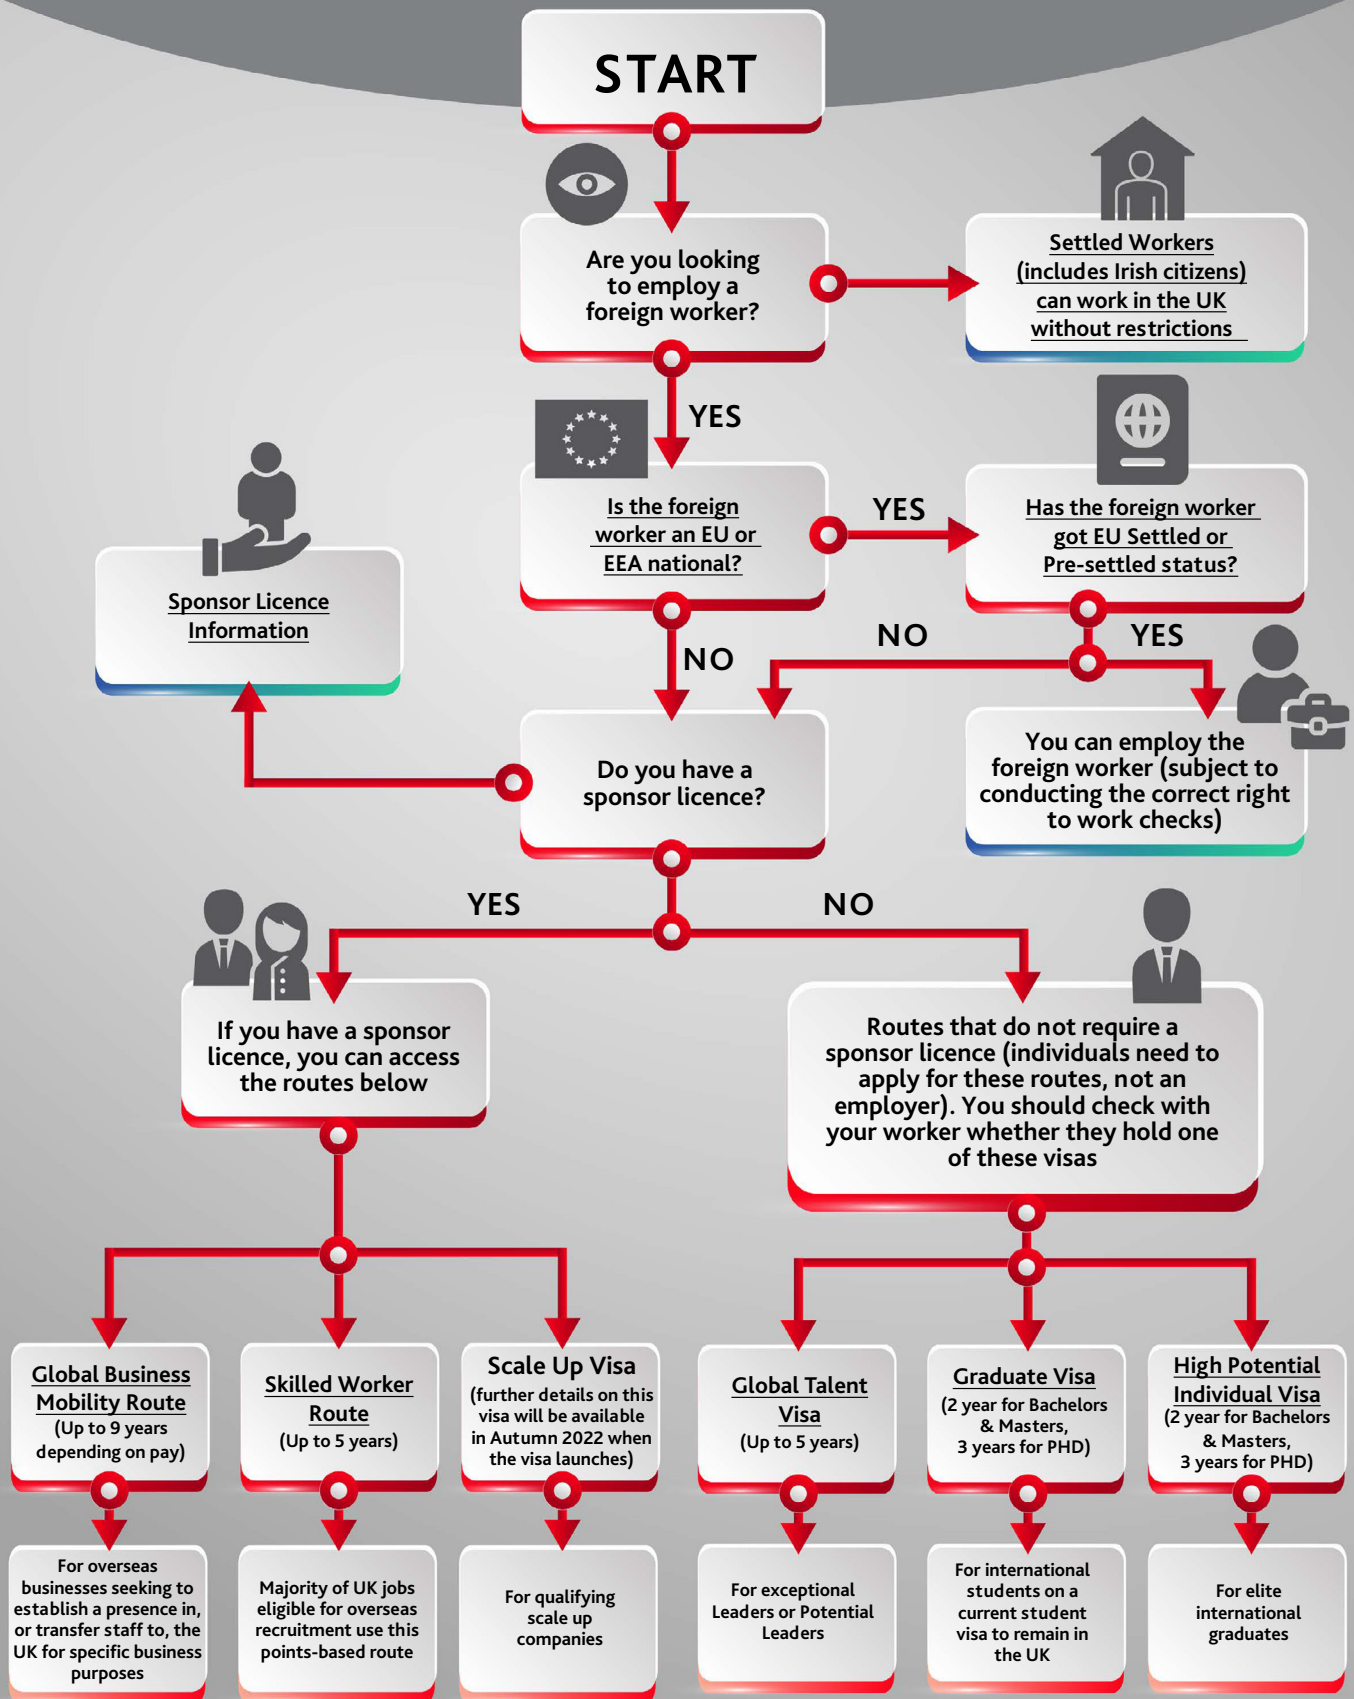 START
Are you looking
to employ a
foreign worker?
Settled Workers
(includes Irish citizens)
can work in the UK
without restrictions
YES
Is the foreign
worker an EU or
EEA national?
YES
Has the foreign worker
got EU Settled or
Pre-settled status?
Sponsor Licence
Information
NO
NO
YES
Do you have a
sponsor licence?
You can employ the
foreign worker (subject to
conducting the correct right
to work checks)
YES
NO
If you have a sponsor
licence, you can access
the routes below
Routes that do not require a
sponsor licence (individuals need to
apply for these routes, not an
employer). You should check with
your worker whether they hold one
of these visas
Global Business
Mobility Route
(Up to 9 years
depending on pay)
Skilled Worker
Route
(Up to 5 years)
Scale Up Visa
(further details on this
visa will be available
in Autumn 2022 when
the visa launches)
Global Talent
Visa
(Up to 5 years)
Graduate Visa
(2 year for Bachelors
& Masters,
3 years for PHD)
High Potential
Individual Visa
(2 year for Bachelors
& Masters,
3 years for PHD)
For overseas
businesses seeking to
establish a presence in,
or transfer staff to, the
UK for specific business
purposes
Majority of UK jobs
eligible for overseas
recruitment use this
points-based route
For qualifying
scale up
companies
For exceptional
Leaders or Potential
Leaders
For international
students on a
current student
visa to remain in
the UK
For elite
international
graduates